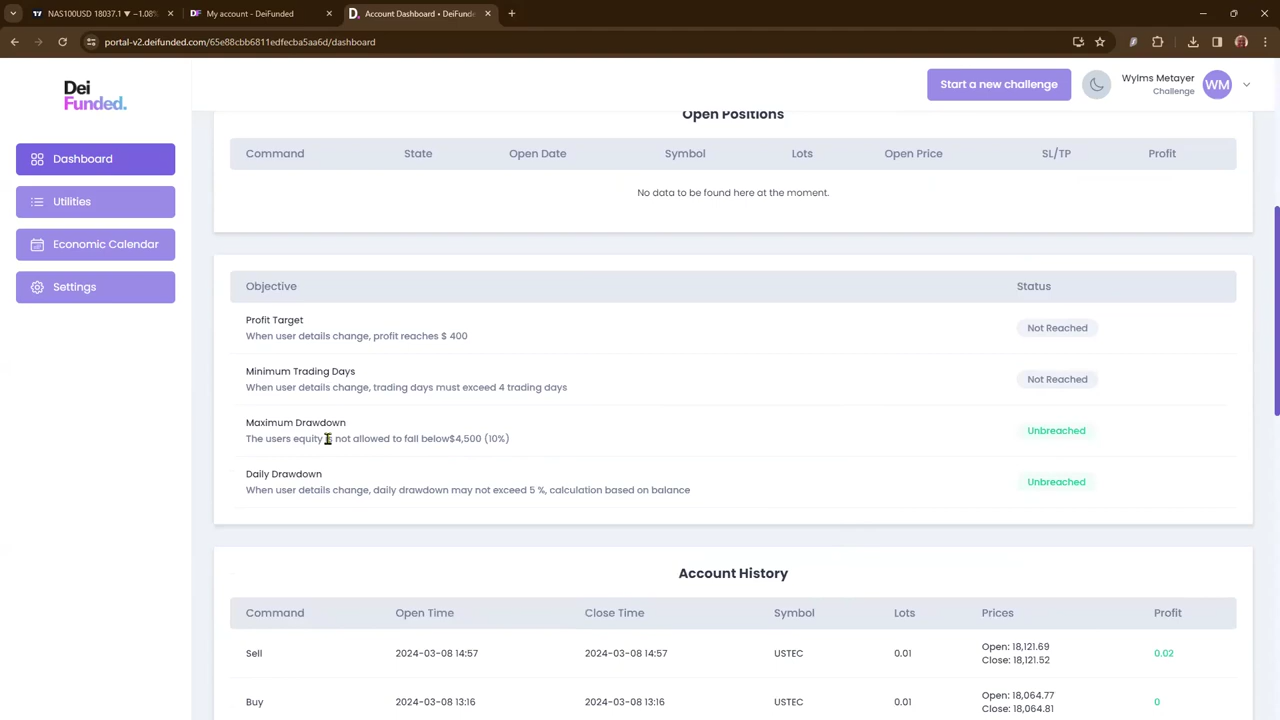 NAS100USD 18037.1 ▼ −1.08%
My account - DeiFunded
Account Dashboard • DeiFunde
portal-v2.deifunded.com/65e88cbb6811edfecba5aa6d/dashboard
Dei
Funded.
Start a new challenge
Wylms Metayer
Challenge
WM
Dashboard
Utilities
Economic Calendar
Settings
Open Positions
Command State Open Date Symbol Lots Open Price SL/TP Profit
No data to be found here at the moment.
Objective Status
Profit Target
When user details change, profit reaches $ 400
Not Reached
Minimum Trading Days
When user details change, trading days must exceed 4 trading days
Not Reached
Maximum Drawdown
The users equity is not allowed to fall below$4,500 (10%)
Unbreached
Daily Drawdown
When user details change, daily drawdown may not exceed 5 %, calculation based on balance
Unbreached
Account History
Command Open Time Close Time Symbol Lots Prices Profit
Sell 2024-03-08 14:57 2024-03-08 14:57 USTEC 0.01 Open: 18,121.69 0.02
Close: 18,121.52
Buy 2024-03-08 13:16 2024-03-08 13:16 USTEC 0.01 Open: 18,064.77 0
Close: 18,064.81